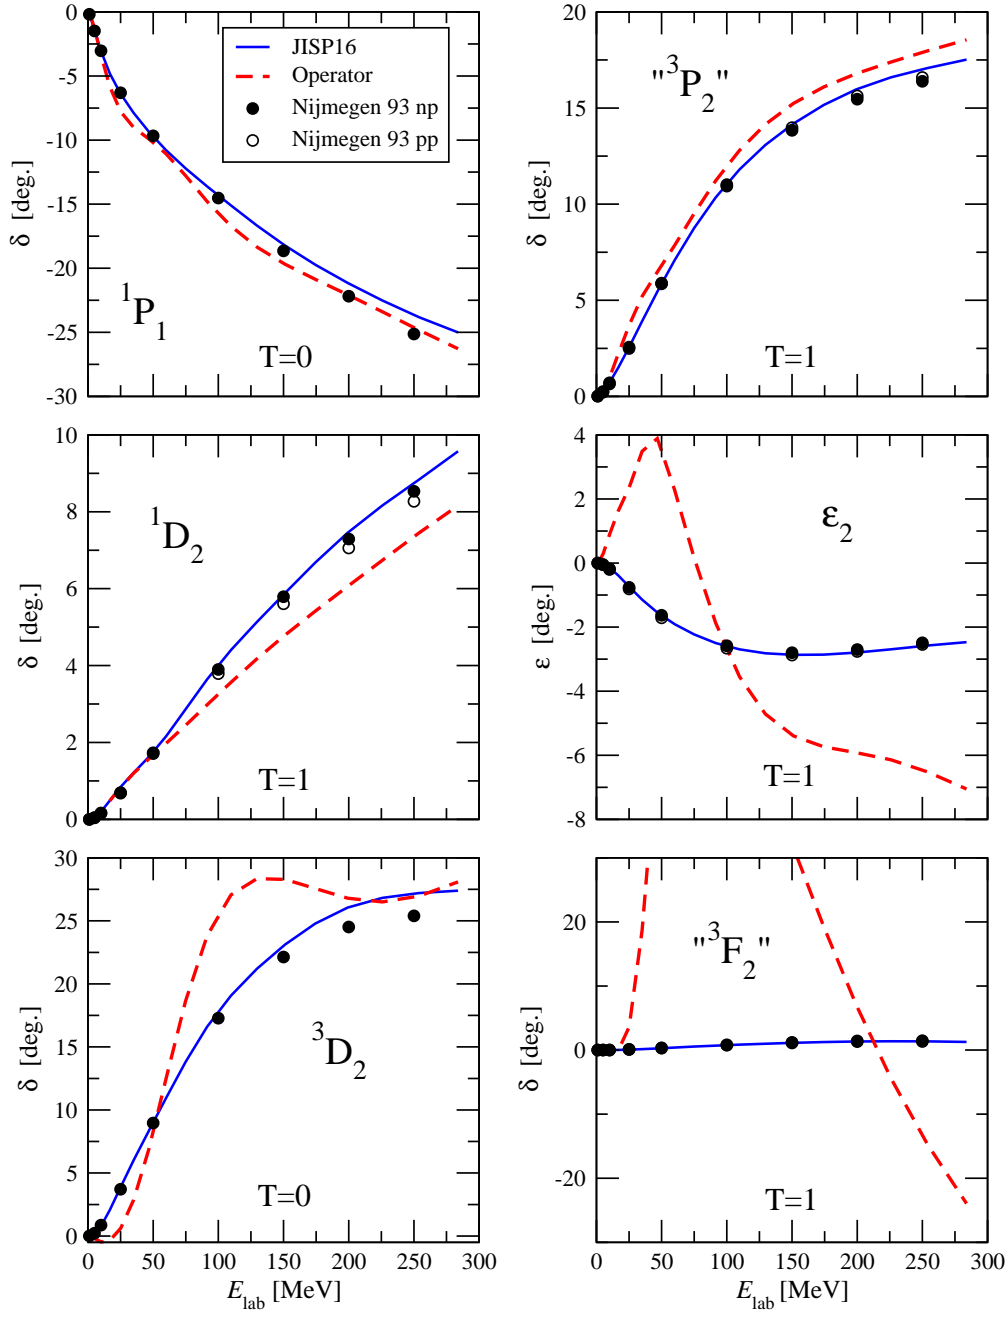 0
-5
-10
-15
-20
-25
-30
δ [deg.]
JISP16
Operator
Nijmegen 93 np
Nijmegen 93 pp
¹P₁
T=0
20
15
10
5
0
δ [deg.]
"³P₂"
T=1
10
8
6
4
2
0
δ [deg.]
¹D₂
T=1
4
2
0
-2
-4
-6
-8
ε [deg.]
ε₂
T=1
30
25
20
15
10
5
0
δ [deg.]
³D₂
T=0
0 50 100 150 200 250 300
E_lab [MeV]
20
0
-20
δ [deg.]
"³F₂"
T=1
0 50 100 150 200 250 300
E_lab [MeV]